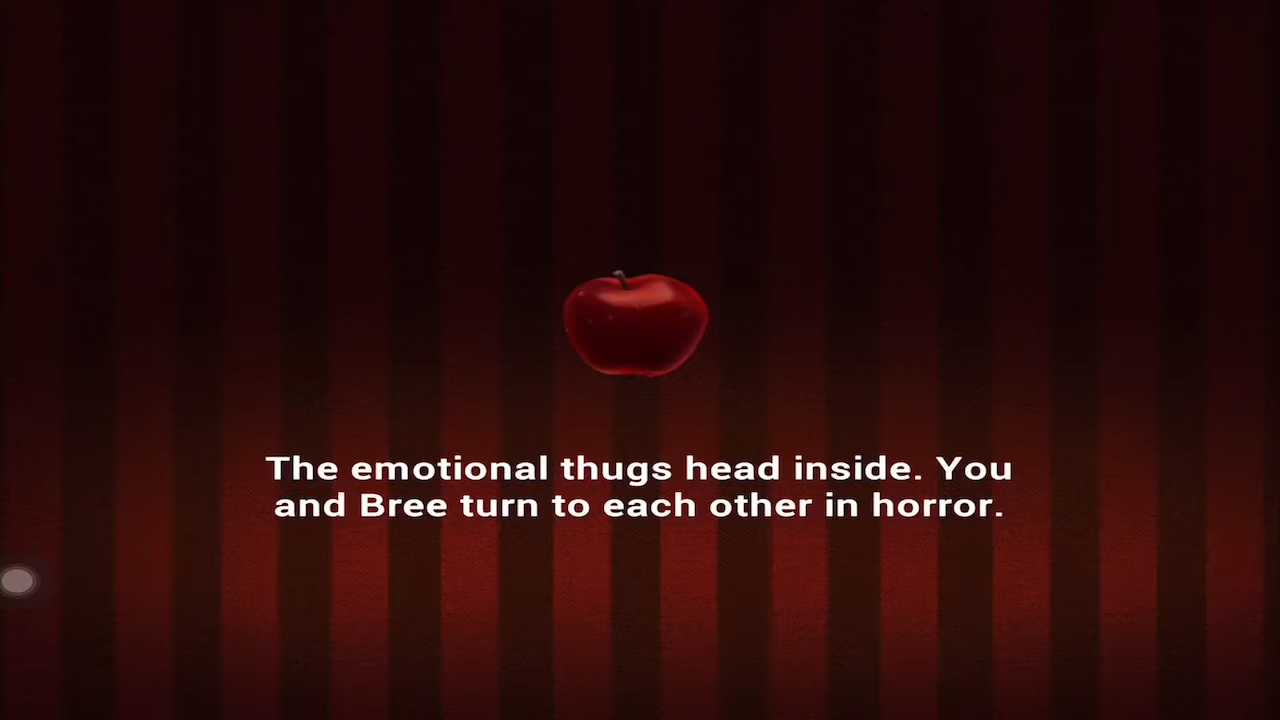 The emotional thugs head inside. You
and Bree turn to each other in horror.